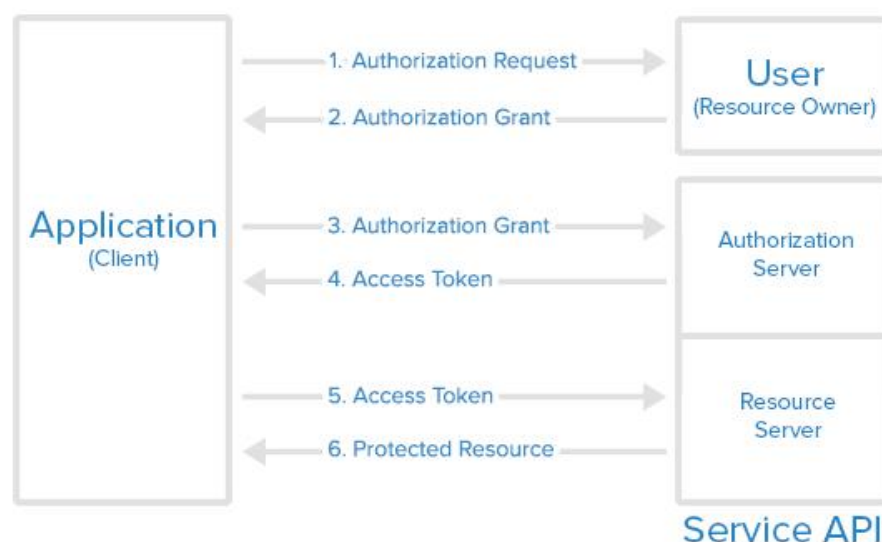 1. Authorization Request
User
(Resource Owner)
2. Authorization Grant
Application
(Client)
3. Authorization Grant
Authorization
Server
4. Access Token
5. Access Token
Resource
Server
6. Protected Resource
Service API